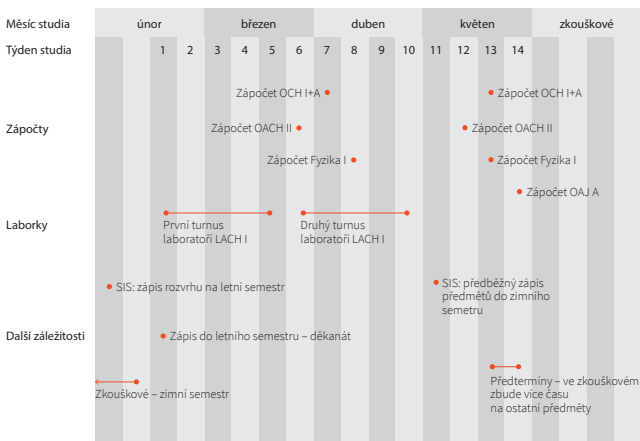 Měsíc studia únor březen duben květen zkouškové
Týden studia 1 2 3 4 5 6 7 8 9 10 11 12 13 14
Zápočet OCH I+A Zápočet OCH I+A
Zápočty Zápočet OACH II Zápočet OACH II
Zápočet Fyzika I Zápočet Fyzika I
Zápočet OAJ A
Laborky
První turnus
laboratoří LACH I
Druhý turnus
laboratoří LACH I
SIS: zápis rozvrhu na letní semestr
SIS: předběžný zápis
předmětů do zimního
semetru
Další záležitosti Zápis do letního semestru – děkanát
Zkouškové – zimní semestr
Předtermíny – ve zkouškovém
zbude více času
na ostatní předměty